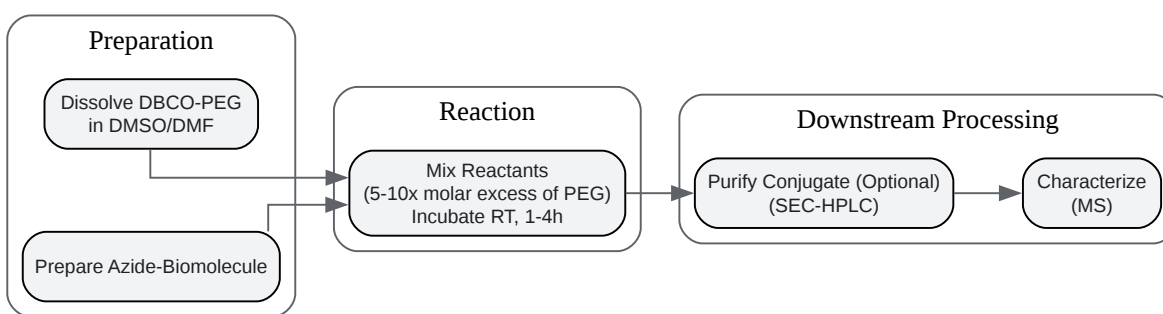 Preparation
Dissolve DBCO-PEG
in DMSO/DMF
Prepare Azide-Biomolecule
Reaction
Mix Reactants
(5-10x molar excess of PEG)
Incubate RT, 1-4h
Downstream Processing
Purify Conjugate (Optional)
(SEC-HPLC)
Characterize
(MS)